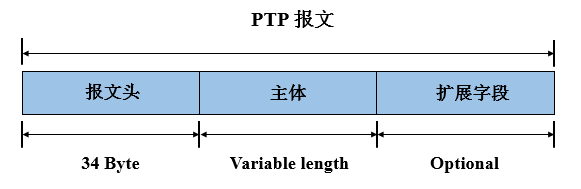 PTP 报文
报文头 主体 扩展字段
34 Byte Variable length Optional